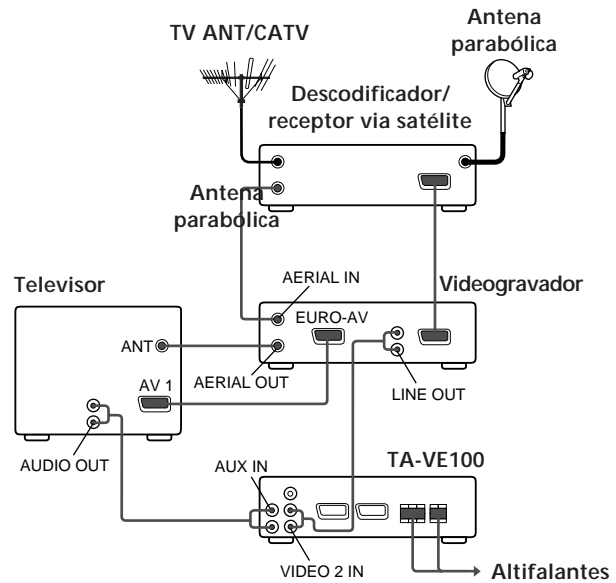 TV ANT/CATV
Antena
parabólica
Descodificador/
receptor via satélite
Antena
parabólica
Televisor
AERIAL IN
Videogravador
EURO-AV
ANT
AERIAL OUT
AV 1
LINE OUT
AUDIO OUT
AUX IN
TA-VE100
VIDEO 2 IN
Altifalantes